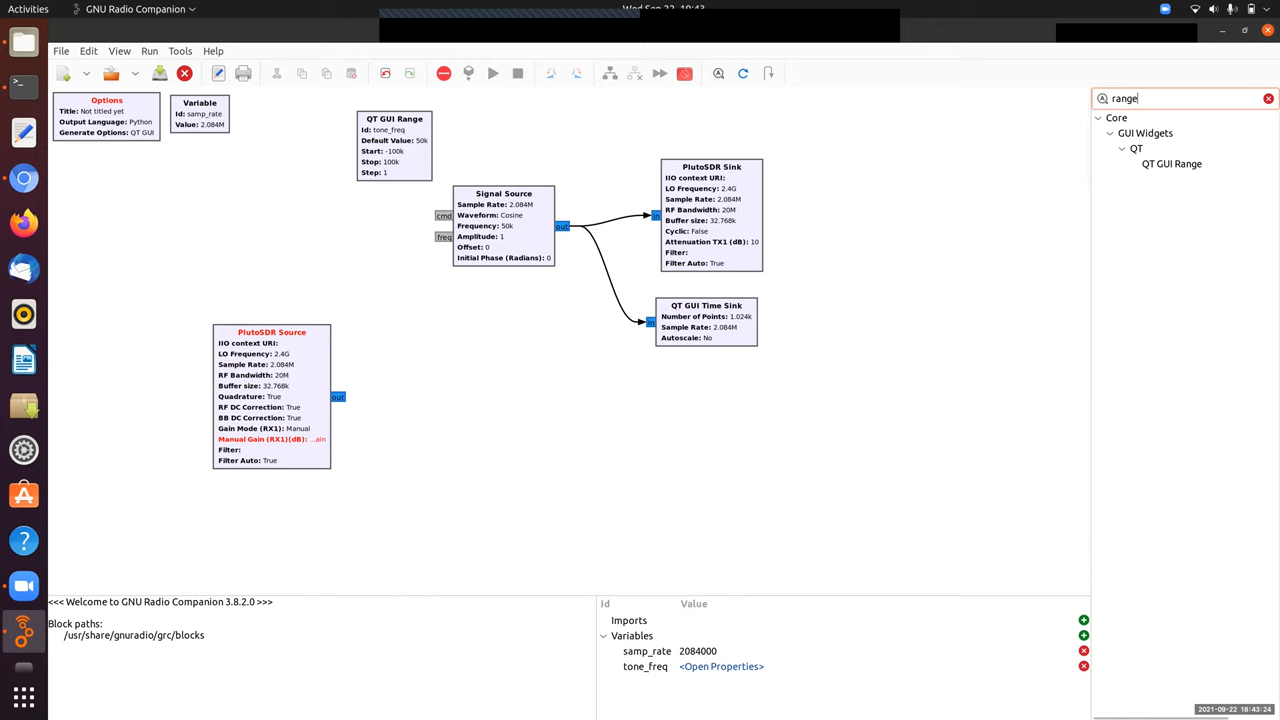 Activities
GNU Radio Companion
File Edit View Run Tools Help
Options
Title: Not titled yet
Output Language: Python
Generate Options: QT GUI
Variable
Id: samp_rate
Value: 2.084M
QT GUI Range
Id: tone_freq
Default Value: 50k
Start: -100k
Stop: 100k
Step: 1
Signal Source
Sample Rate: 2.084M
Waveform: Cosine
Frequency: 50k
Amplitude: 1
Offset: 0
Initial Phase (Radians): 0
cmd
freq
out
PlutoSDR Sink
IIO context URI:
LO Frequency: 2.4G
Sample Rate: 2.084M
RF Bandwidth: 20M
Buffer size: 32.768k
Cyclic: False
Attenuation TX1 (dB): 10
Filter:
Filter Auto: True
in
QT GUI Time Sink
Number of Points: 1.024k
Sample Rate: 2.084M
Autoscale: No
in
PlutoSDR Source
IIO context URI:
LO Frequency: 2.4G
Sample Rate: 2.084M
RF Bandwidth: 20M
Buffer size: 32.768k
Quadrature: True
RF DC Correction: True
BB DC Correction: True
Gain Mode (RX1): Manual
Manual Gain (RX1)(dB): ...ain
Filter:
Filter Auto: True
out
range
Core
GUI Widgets
QT
QT GUI Range
<<< Welcome to GNU Radio Companion 3.8.2.0 >>>
Block paths:
/usr/share/gnuradio/grc/blocks
Id Value
Imports
Variables
samp_rate 2084000
tone_freq <Open Properties>
2021-09-22 18:43:24